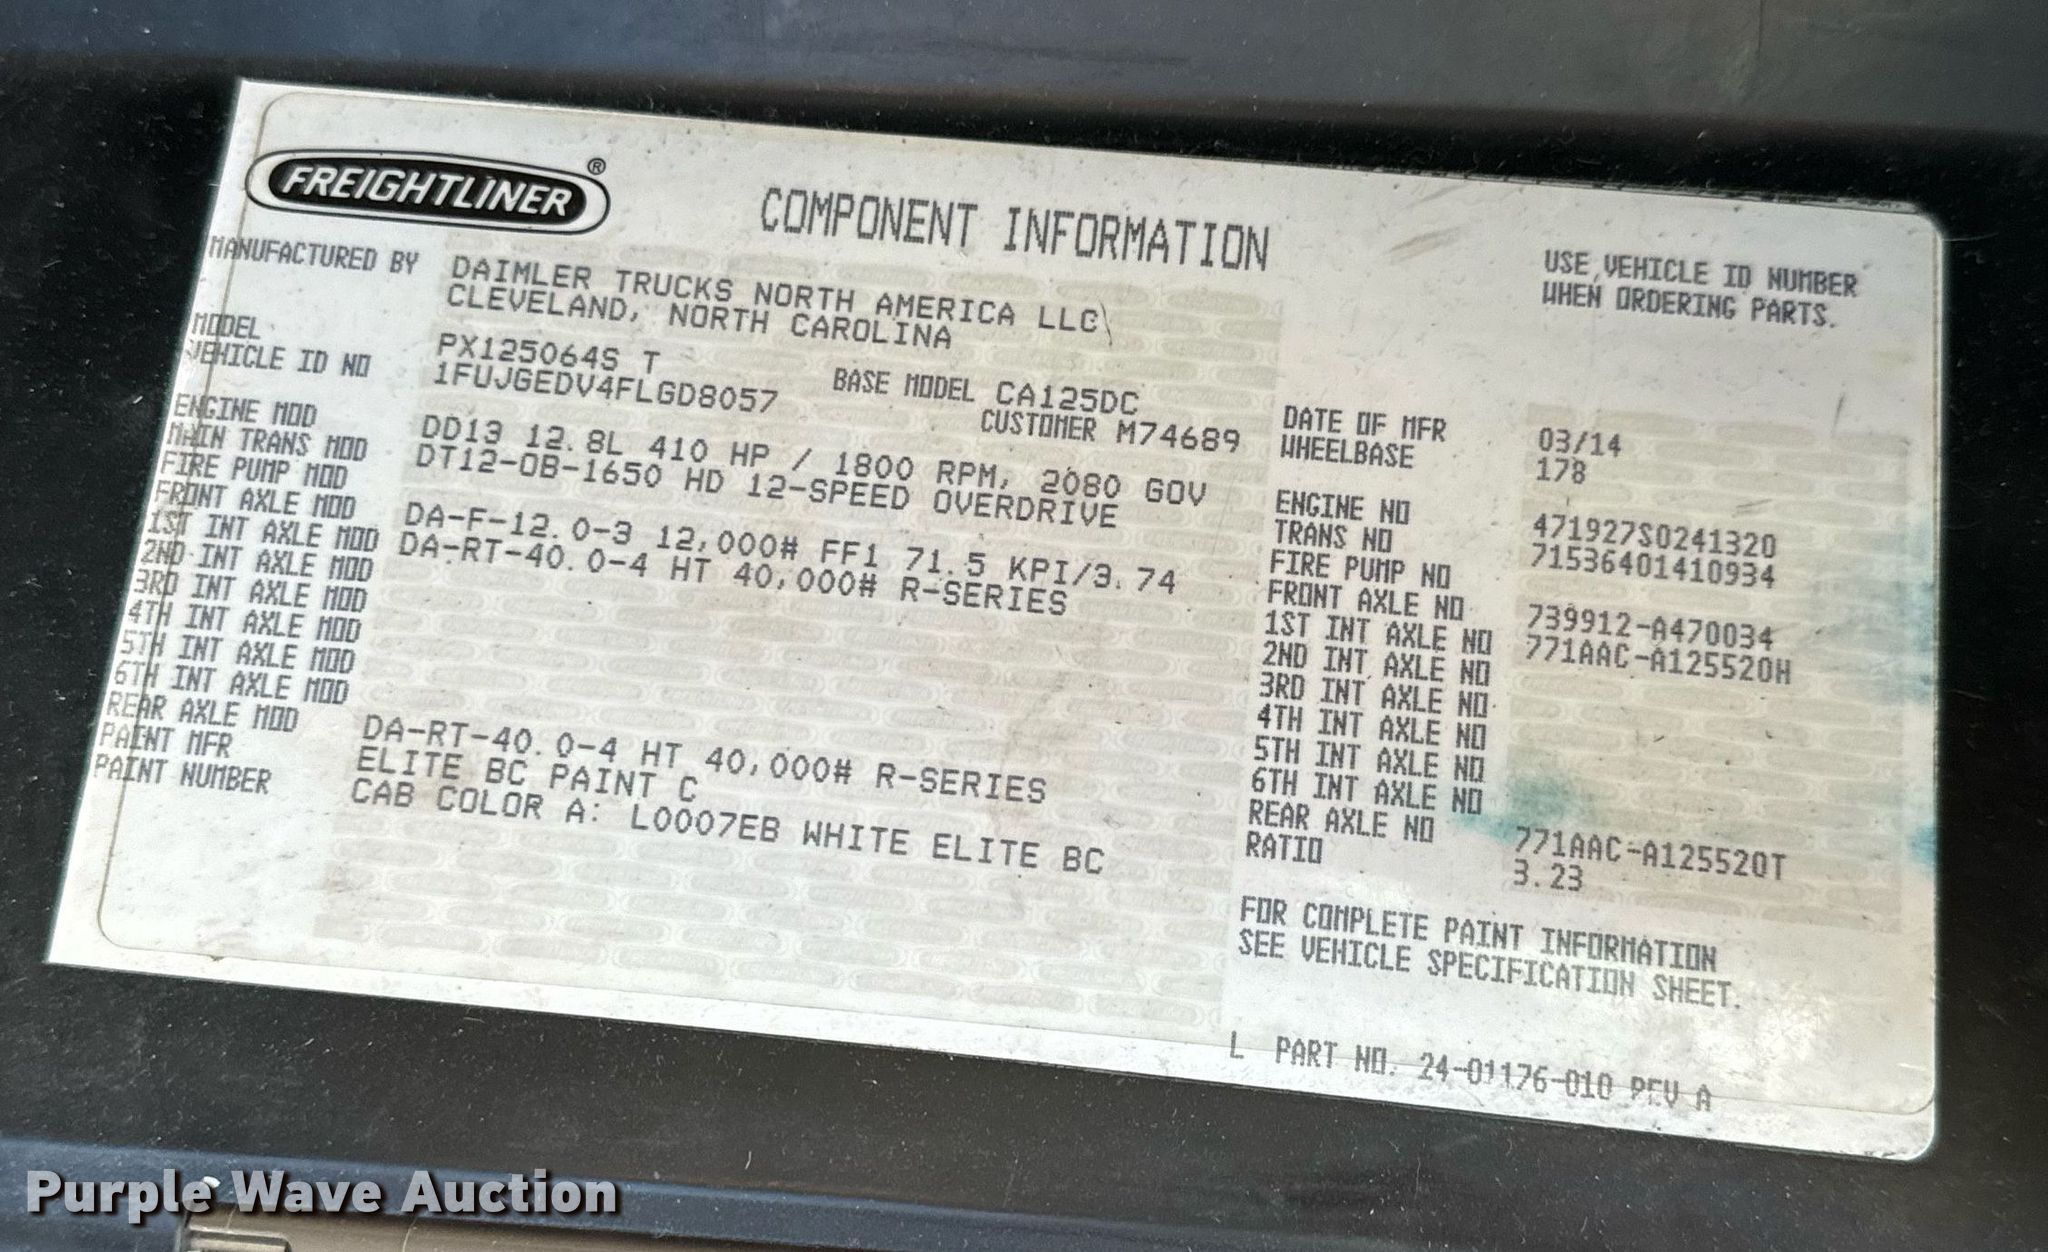 FREIGHTLINER®
COMPONENT INFORMATION
USE VEHICLE ID NUMBER
WHEN ORDERING PARTS.
MANUFACTURED BY DAIMLER TRUCKS NORTH AMERICA LLC
CLEVELAND, NORTH CAROLINA
MODEL PX125064S T BASE MODEL CA125DC
VEHICLE ID NO 1FUJGEDV4FLGD8057 CUSTOMER M74689
ENGINE MOD DD13 12.8L 410 HP / 1800 RPM, 2080 GOV
MAIN TRANS MOD DT12-OB-1650 HD 12-SPEED OVERDRIVE
FIRE PUMP MOD
FRONT AXLE MOD DA-F-12.0-3 12,000# FF1 71.5 KPI/3.74
1ST INT AXLE MOD DA-RT-40.0-4 HT 40,000# R-SERIES
2ND INT AXLE MOD
3RD INT AXLE MOD
4TH INT AXLE MOD
5TH INT AXLE MOD
6TH INT AXLE MOD
REAR AXLE MOD DA-RT-40.0-4 HT 40,000# R-SERIES
PAINT MFR ELITE BC PAINT C
PAINT NUMBER CAB COLOR A: L0007EB WHITE ELITE BC
DATE OF MFR 03/14
WHEELBASE 178
ENGINE NO 471927S0241320
TRANS NO 71536401410934
FIRE PUMP NO
FRONT AXLE NO 739912-A470034
1ST INT AXLE NO 771AAC-A125520H
2ND INT AXLE NO
3RD INT AXLE NO
4TH INT AXLE NO
5TH INT AXLE NO
6TH INT AXLE NO
REAR AXLE NO 771AAC-A125520T
RATIO 3.23
FOR COMPLETE PAINT INFORMATION
SEE VEHICLE SPECIFICATION SHEET.
L PART NO. 24-01176-010 REV A
Purple Wave Auction